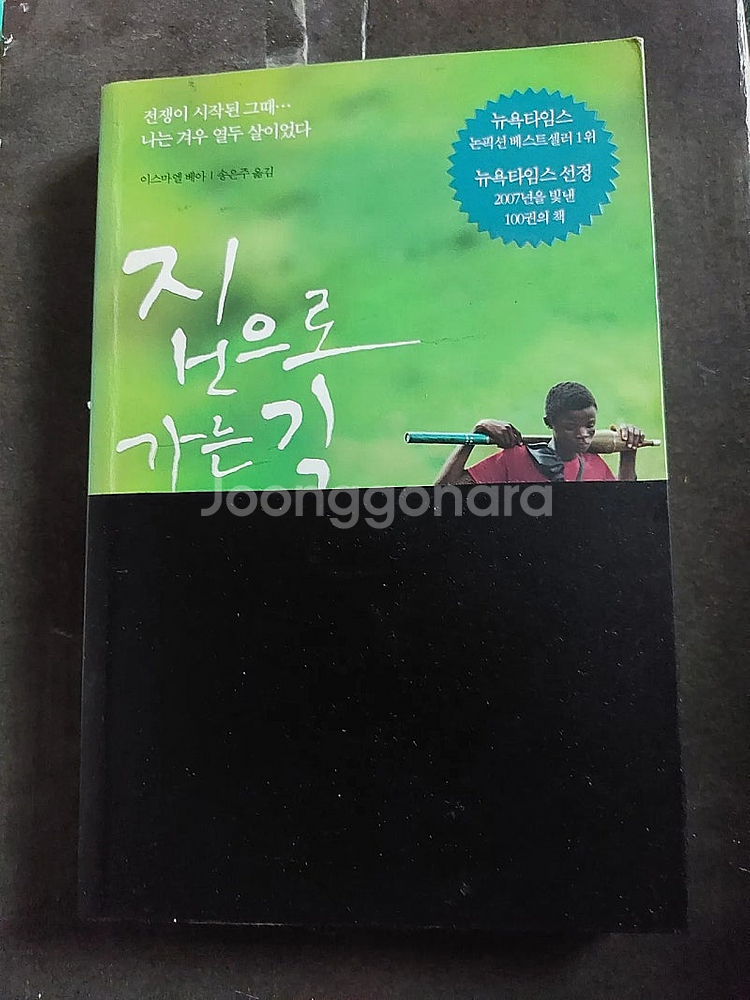 전쟁이 시작된 그때…
나는 겨우 열두 살이었다
이스마엘 베아 | 송은주 옮김
뉴욕타임스
논픽션 베스트셀러 1위
뉴욕타임스 선정
2007년을 빛낸
100권의 책
집으로
가는 길
Joonggonara